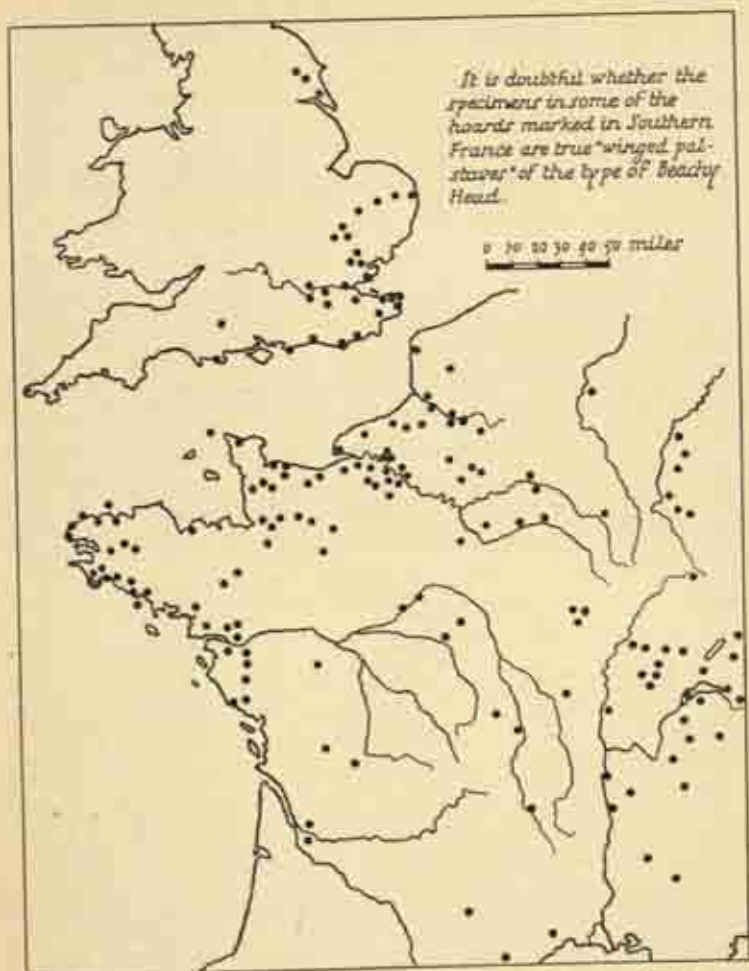 It is doubtful whether the
specimens in some of the
hoards marked in Southern
France are true "winged pal-
staves" of the type of Beachy
Head.
0 10 20 30 40 50 miles